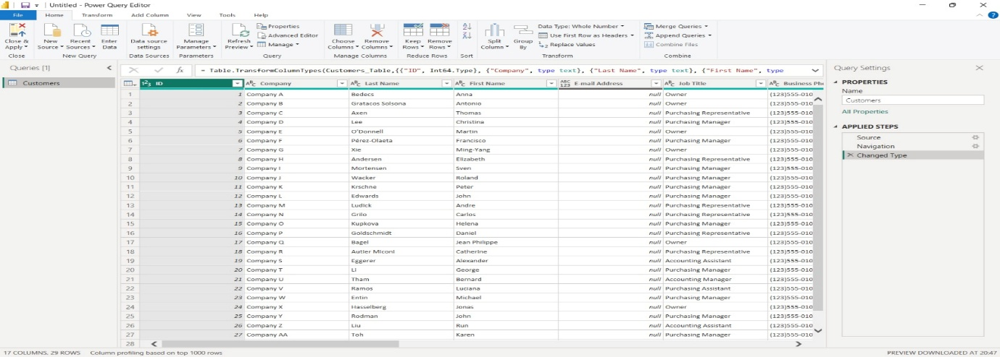 Untitled - Power Query Editor
File Home Transform Add Column View Tools Help
Close & Apply New Source Recent Sources Enter Data Data source settings Manage Parameters Refresh Preview Properties Advanced Editor Manage Choose Columns Remove Columns Keep Rows Remove Rows Split Column Group By Data Type: Whole Number Use First Row as Headers Replace Values Merge Queries Append Queries Combine Files
Close New Query Data Sources Parameters Query Manage Columns Reduce Rows Sort Transform Combine
Queries [1]
Customers
= Table.TransformColumnTypes(Customers_Table,{{"ID", Int64.Type}, {"Company", type text}, {"Last Name", type text}, {"First Name", type
ID Company Last Name First Name E-mail Address Job Title Business Pho
1 1 Company A Bedecs Anna null Owner (123)555-010
2 2 Company B Gratacos Solsona Antonio null Owner (123)555-010
3 3 Company C Axen Thomas null Purchasing Representative (123)555-010
4 4 Company D Lee Christina null Purchasing Manager (123)555-010
5 5 Company E O'Donnell Martin null Owner (123)555-010
6 6 Company F Pérez-Olaeta Francisco null Purchasing Manager (123)555-010
7 7 Company G Xie Ming-Yang null Owner (123)555-010
8 8 Company H Andersen Elizabeth null Purchasing Representative (123)555-010
9 9 Company I Mortensen Sven null Purchasing Manager (123)555-010
10 10 Company J Wacker Roland null Purchasing Manager (123)555-010
11 11 Company K Krschne Peter null Purchasing Manager (123)555-010
12 12 Company L Edwards John null Purchasing Manager (123)555-010
13 13 Company M Ludick Andre null Purchasing Representative (123)555-010
14 14 Company N Grilo Carlos null Purchasing Representative (123)555-010
15 15 Company O Kupkova Helena null Purchasing Manager (123)555-010
16 16 Company P Goldschmidt Daniel null Purchasing Representative (123)555-010
17 17 Company Q Bagel Jean Philippe null Owner (123)555-010
18 18 Company R Autier Miconi Catherine null Purchasing Representative (123)555-010
19 19 Company S Eggerer Alexander null Accounting Assistant (123)555-010
20 20 Company T Li George null Purchasing Manager (123)555-010
21 21 Company U Tham Bernard null Accounting Manager (123)555-010
22 22 Company V Ramos Luciana null Purchasing Assistant (123)555-010
23 23 Company W Entin Michael null Purchasing Manager (123)555-010
24 24 Company X Hasselberg Jonas null Owner (123)555-010
25 25 Company Y Rodman John null Purchasing Manager (123)555-010
26 26 Company Z Liu Run null Accounting Assistant (123)555-010
27 27 Company AA Toh Karen null Purchasing Manager (123)555-010
28
Query Settings
PROPERTIES
Name
Customers
All Properties
APPLIED STEPS
Source
Navigation
Changed Type
17 COLUMNS, 29 ROWS Column profiling based on top 1000 rows PREVIEW DOWNLOADED AT 20:47